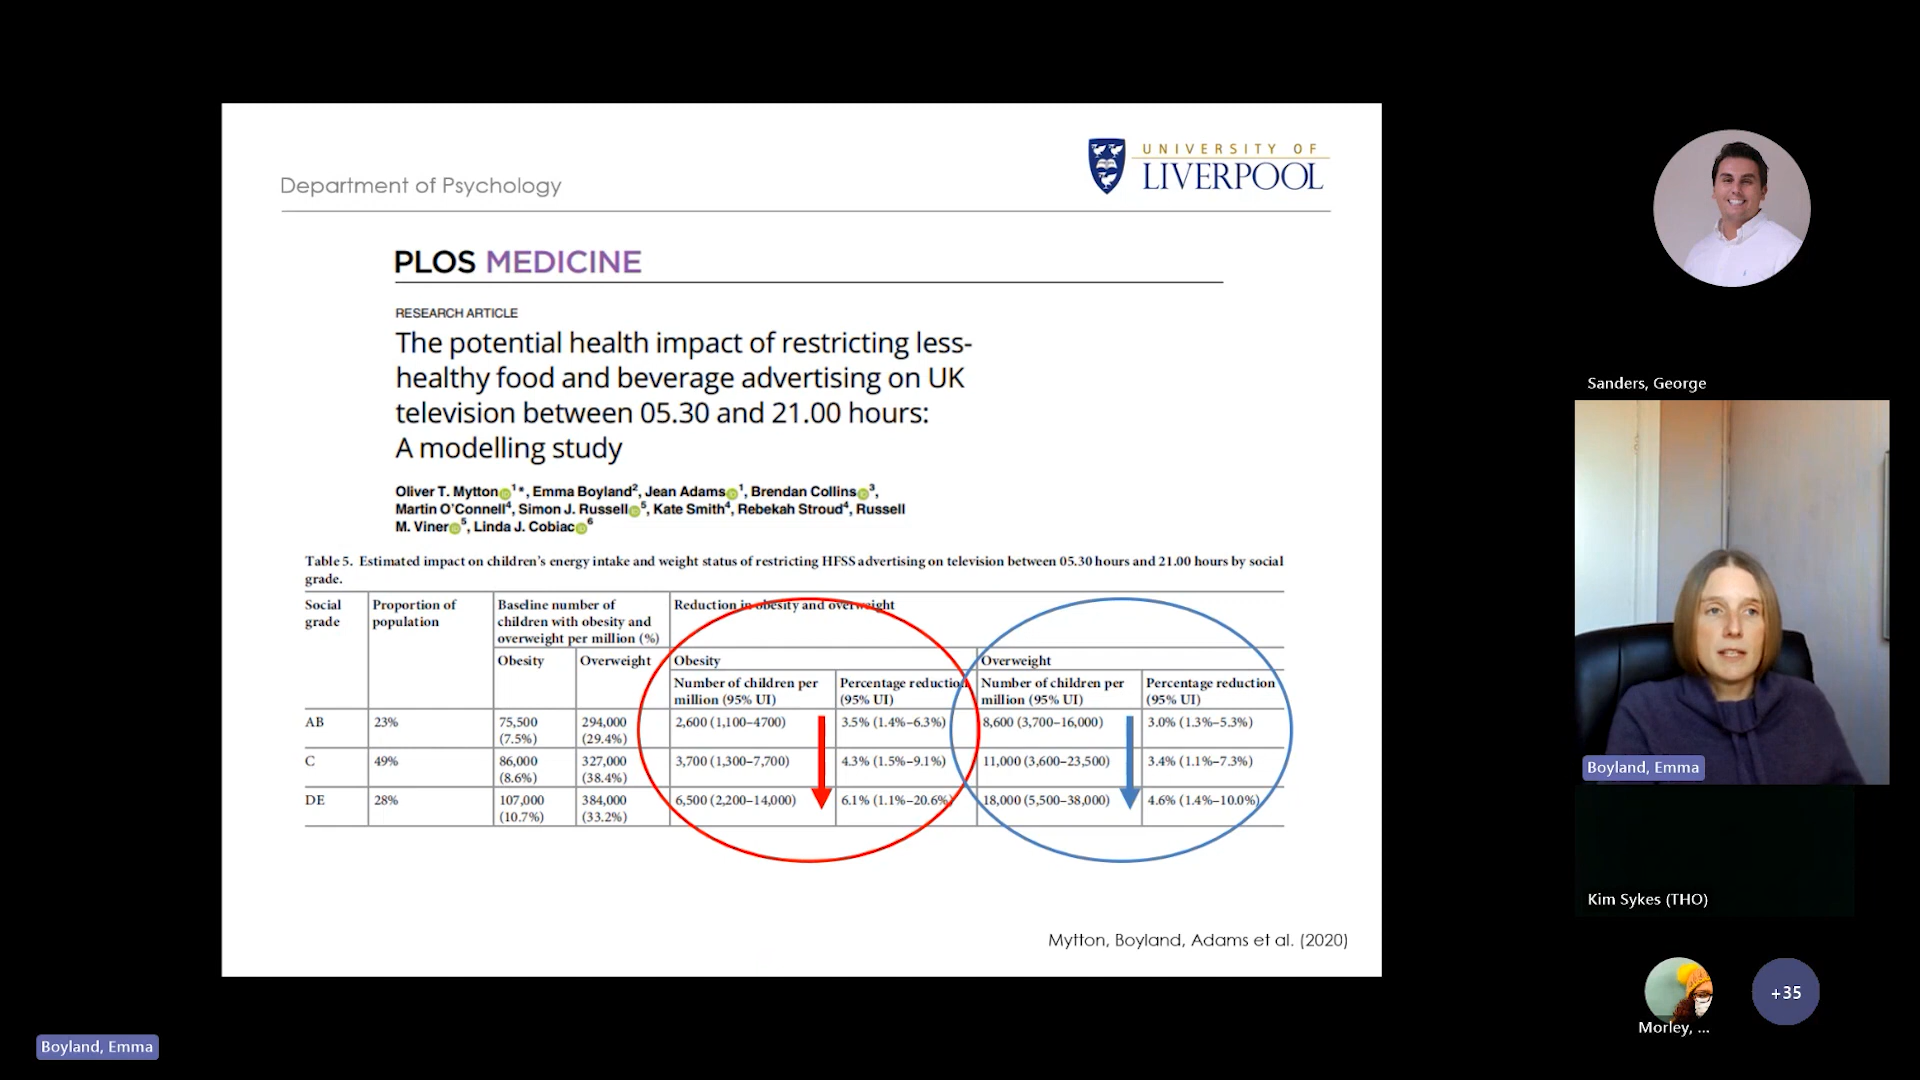 UNIVERSITY OF
LIVERPOOL
Department of Psychology
PLOS MEDICINE
RESEARCH ARTICLE
The potential health impact of restricting less-
healthy food and beverage advertising on UK
television between 05.30 and 21.00 hours:
A modelling study
Oliver T. Mytton1*, Emma Boyland2, Jean Adams1, Brendan Collins3,
Martin O'Connell4, Simon J. Russell5, Kate Smith4, Rebekah Stroud4, Russell
M. Viner5, Linda J. Cobiac6
Table 5. Estimated impact on children's energy intake and weight status of restricting HFSS advertising on television between 05.30 hours and 21.00 hours by social
grade.
Social grade
Proportion of population
Baseline number of children with obesity and overweight per million (%)
Reduction in obesity and overweight
Obesity
Overweight
Obesity
Overweight
Number of children per million (95% UI)
Percentage reduction (95% UI)
Number of children per million (95% UI)
Percentage reduction (95% UI)
AB 23% 75,500 (7.5%) 294,000 (29.4%) 2,600 (1,100–4700) 3.5% (1.4%–6.3%) 8,600 (3,700–16,000) 3.0% (1.3%–5.3%)
C 49% 86,000 (8.6%) 327,000 (38.4%) 3,700 (1,300–7,700) 4.3% (1.5%–9.1%) 11,000 (3,600–23,500) 3.4% (1.1%–7.3%)
DE 28% 107,000 (10.7%) 384,000 (33.2%) 6,500 (2,200–14,000) 6.1% (1.1%–20.6%) 18,000 (5,500–38,000) 4.6% (1.4%–10.0%)
Mytton, Boyland, Adams et al. (2020)
Sanders, George
Boyland, Emma
Kim Sykes (THO)
Morley, ...
+35
Boyland, Emma